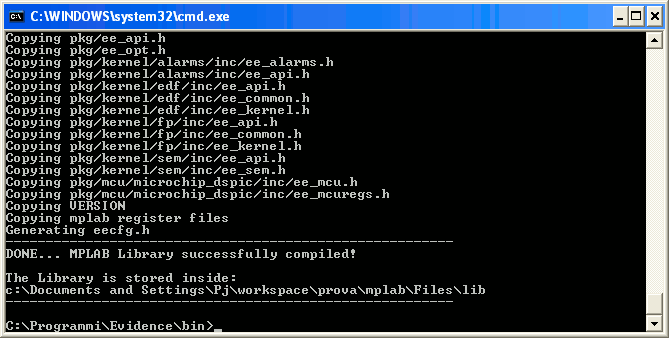 C:\WINDOWS\system32\cmd.exe
Copying pkg/ee_api.h
Copying pkg/ee_opt.h
Copying pkg/kernel/alarms/inc/ee_alarms.h
Copying pkg/kernel/alarms/inc/ee_api.h
Copying pkg/kernel/edf/inc/ee_api.h
Copying pkg/kernel/edf/inc/ee_common.h
Copying pkg/kernel/edf/inc/ee_kernel.h
Copying pkg/kernel/fp/inc/ee_api.h
Copying pkg/kernel/fp/inc/ee_common.h
Copying pkg/kernel/fp/inc/ee_kernel.h
Copying pkg/kernel/sem/inc/ee_api.h
Copying pkg/kernel/sem/inc/ee_sem.h
Copying pkg/mcu/microchip_dspic/inc/ee_mcu.h
Copying pkg/mcu/microchip_dspic/inc/ee_mcuregs.h
Copying VERSION
Copying mplab register files
Generating eecfg.h
--------------------------------------------------------
DONE... MPLAB Library successfully compiled!
The Library is stored inside:
c:\Documents and Settings\Pj\workspace\prova\mplab\Files\lib
--------------------------------------------------------
C:\Programmi\Evidence\bin>_